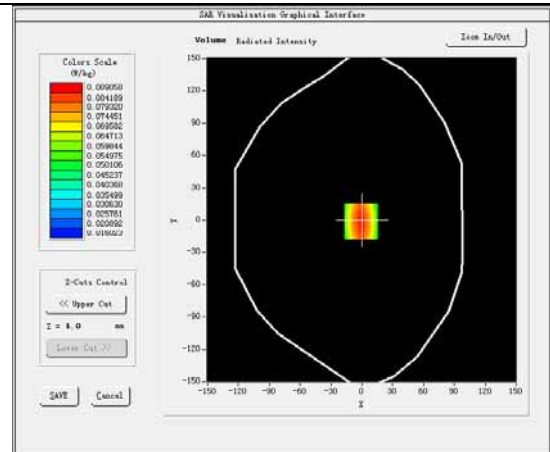 SAR Visualisation Graphical Interface
Volume Radiated Intensity
Zoom In/Out
Colors Scale
(W/kg)
0.089058
0.084189
0.079320
0.074451
0.069582
0.064713
0.059844
0.054975
0.050106
0.045237
0.040368
0.035499
0.030630
0.025761
0.020892
0.016023
150
120
90
60
30
0
-30
-60
-90
-120
-150
Y
-150 -120 -90 -60 -30 0 30 60 90 120 150
X
Z-Cuts Control
<< Upper Cut
Z = 4.0 mm
Lower Cut >>
SAVE Cancel